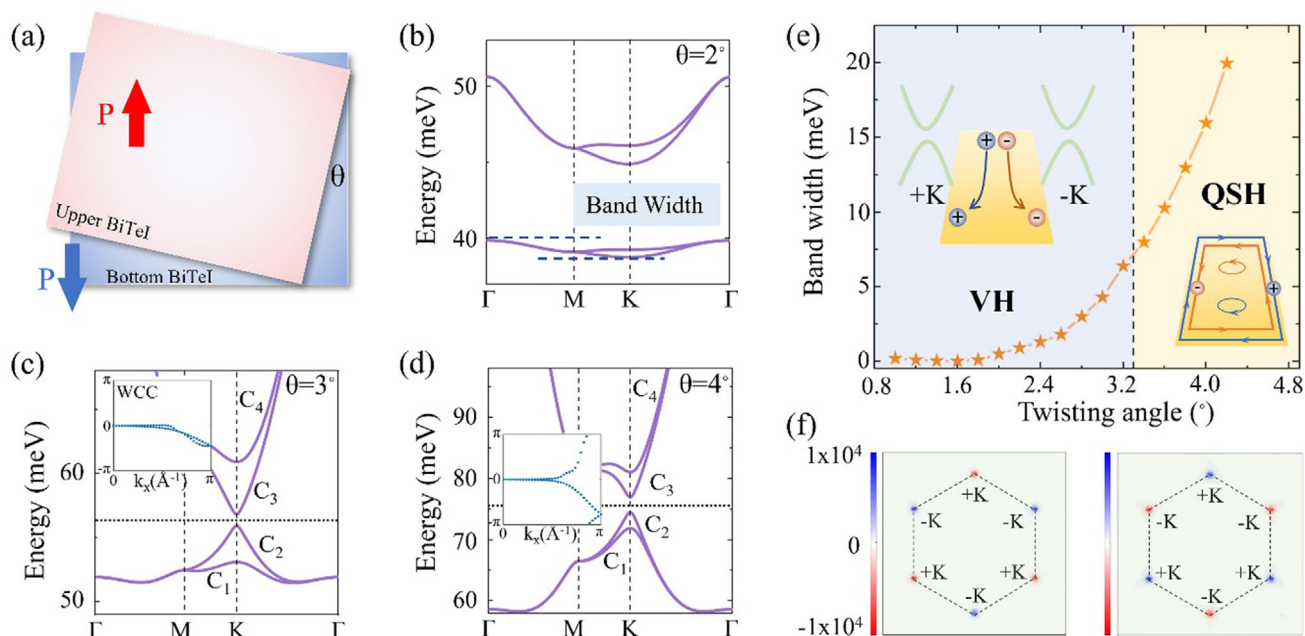 (a)
P
θ
Upper BiTeI
P
Bottom BiTeI
(b)
θ=2°
Energy (meV)
50
40
Band Width
Γ M K Γ
(c)
θ=3°
Energy (meV)
60
50
WCC
π
0
-π
0 π
kx(Å-1)
C4
C3
C2
C1
Γ M K Γ
(d)
θ=4°
Energy (meV)
90
80
70
60
π
0
-π
0 π
kx(Å-1)
C4
C3
C2
C1
Γ M K Γ
(e)
Band width (meV)
20
15
10
5
0
+K
-K
+ -
+ -
VH
QSH
- +
0.8 1.6 2.4 3.2 4.0 4.8
Twisting angle (°)
(f)
1x10⁴
0
-1x10⁴
+K
-K -K
+K +K
-K
+K
-K -K
+K +K
-K